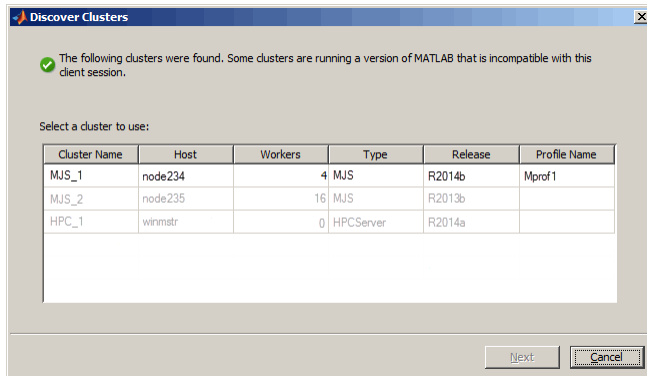 Discover Clusters
The following clusters were found. Some clusters are running a version of MATLAB that is incompatible with this
client session.
Select a cluster to use:
Cluster Name Host Workers Type Release Profile Name
MJS_1 node234 4 MJS R2014b Mprof1
MJS_2 node235 16 MJS R2013b
HPC_1 winmstr 0 HPCServer R2014a
Next Cancel